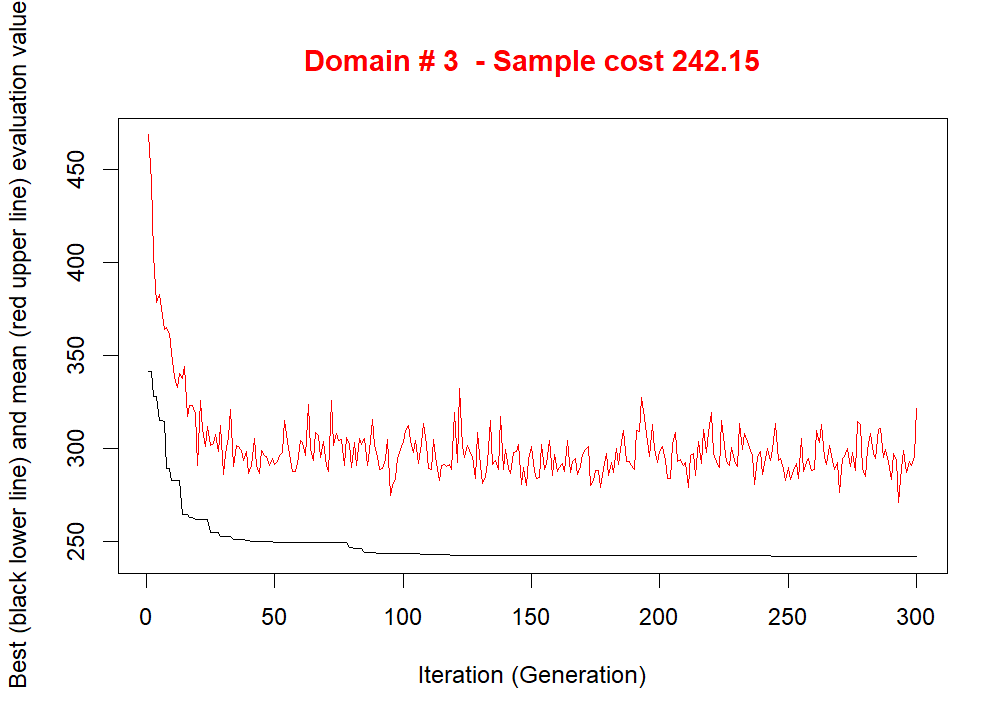 Domain # 3  - Sample cost 242.15
Best (black lower line) and mean (red upper line) evaluation value
450
400
350
300
250
0 50 100 150 200 250 300
Iteration (Generation)